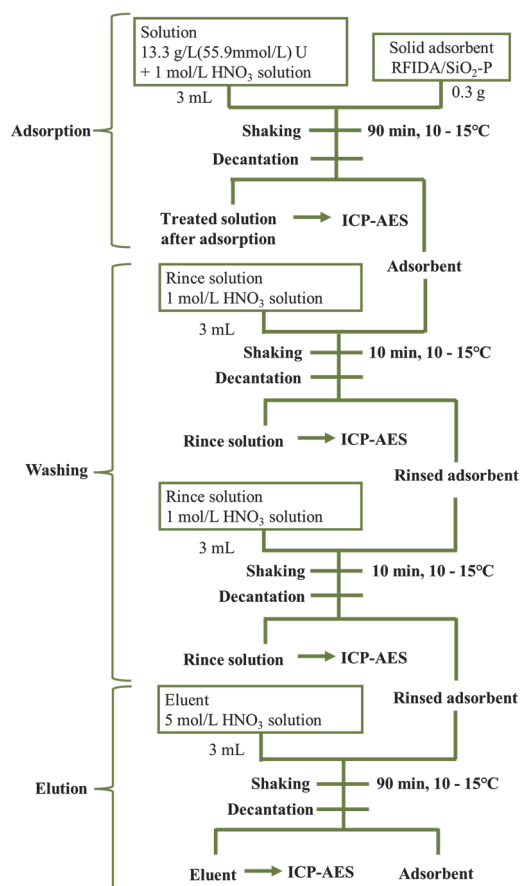 Solution
13.3 g/L(55.9mmol/L) U
+ 1 mol/L HNO₃ solution
Solid adsorbent
RFIDA/SiO₂-P
3 mL
0.3 g
Adsorption
Shaking
90 min, 10 - 15°C
Decantation
Treated solution
after adsorption
ICP-AES
Adsorbent
Rince solution
1 mol/L HNO₃ solution
3 mL
Shaking
10 min, 10 - 15°C
Decantation
Rince solution
ICP-AES
Washing
Rinsed adsorbent
Rince solution
1 mol/L HNO₃ solution
3 mL
Shaking
10 min, 10 - 15°C
Decantation
Rince solution
ICP-AES
Rinsed adsorbent
Eluent
5 mol/L HNO₃ solution
3 mL
Elution
Shaking
90 min, 10 - 15°C
Decantation
Eluent
ICP-AES
Adsorbent